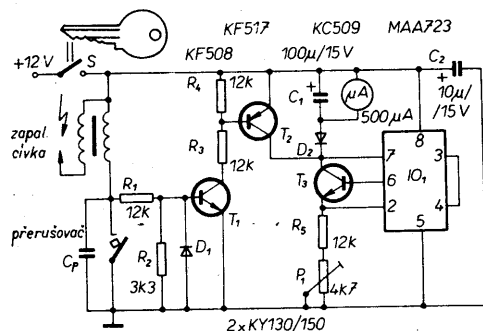 KF517 KC509 MAA723
KF508 100µ/15V C2
+12 V S R4 12k C1 + µA + 10µ/
/15V
500µA
zapal. cívka
R3 12k T2 D2 8
7 3
T3 6 IO1
R1 12k T1 2 4
R5 12k 5
přerušovač
CP R2 3k3 D1 P1 4k7
2×KY130/150